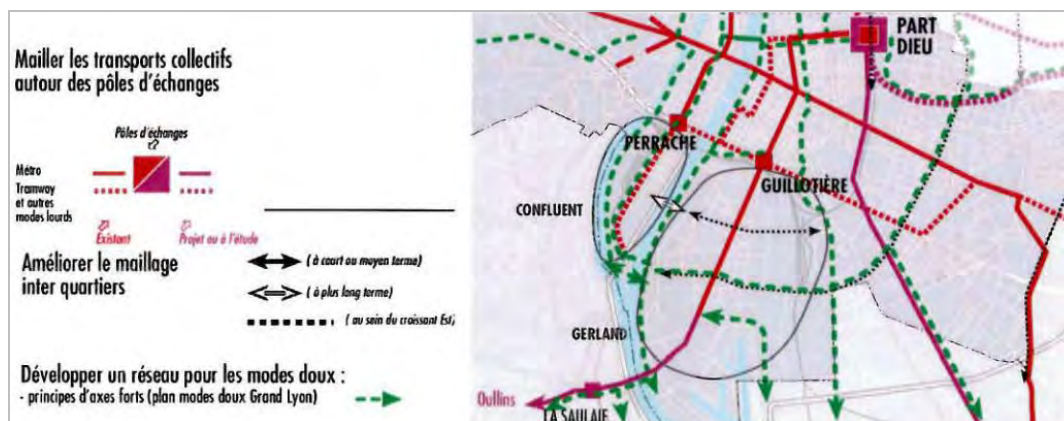 Mailler les transports collectifs
autour des pôles d'échanges
Pôles d'échanges
Métro
Tramway
et autres
modes lourds
Existant
Projet ou à l'étude
Améliorer le maillage
inter quartiers
( à court ou moyen terme)
( à plus long terme)
( au sein du croissant Est)
Développer un réseau pour les modes doux :
- principes d'axes forts (plan modes doux Grand Lyon)
PART
DIEU
PERRACHE
GUILLOTIÈRE
CONFLUENT
GERLAND
Oullins
LA SAULAIE